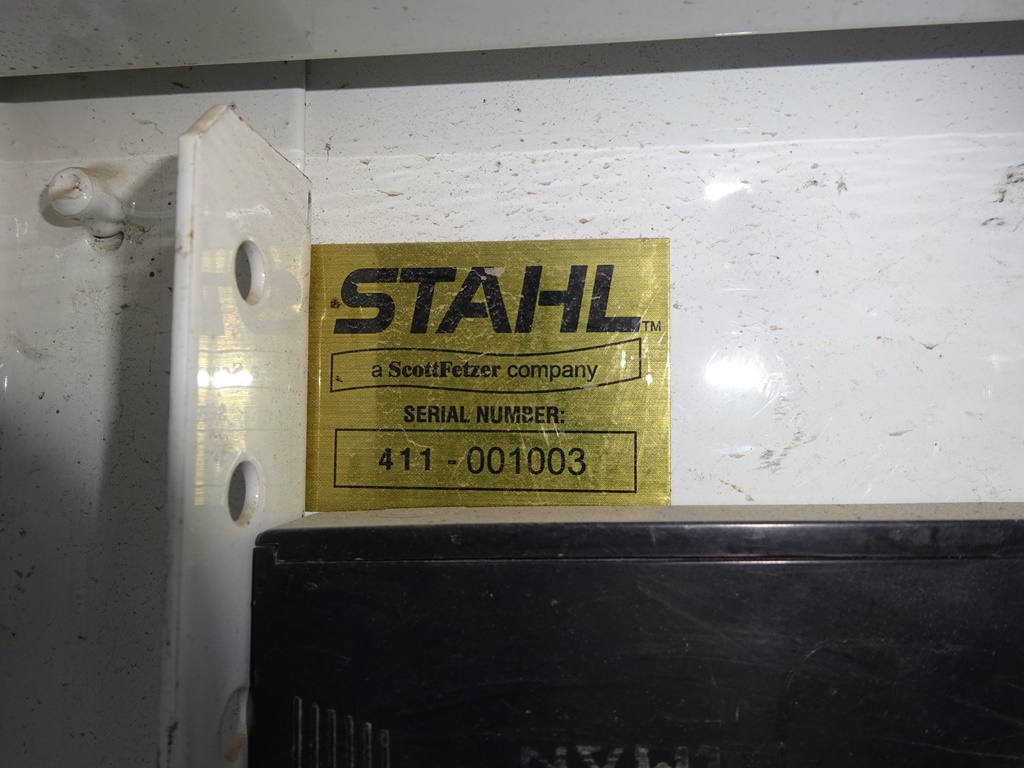 STAHL™
a ScottFetzer company
SERIAL NUMBER:
411 - 001003